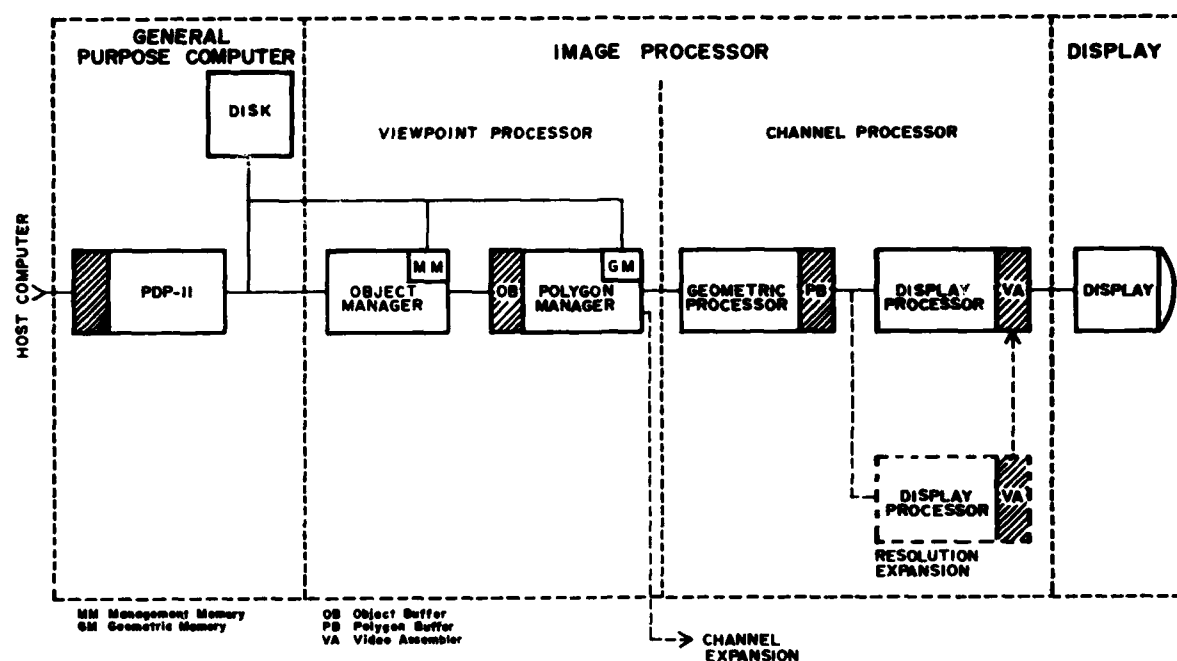 GENERAL
PURPOSE COMPUTER
IMAGE PROCESSOR
DISPLAY
DISK
VIEWPOINT PROCESSOR
CHANNEL PROCESSOR
HOST COMPUTER
PDP-11
MM
OBJECT
MANAGER
OB
GM
POLYGON
MANAGER
GEOMETRIC
PROCESSOR
PB
DISPLAY
PROCESSOR
VA
DISPLAY
DISPLAY
PROCESSOR
VA
RESOLUTION
EXPANSION
MM Management Memory
GM Geometric Memory
OB Object Buffer
PB Polygon Buffer
VA Video Assembler
CHANNEL
EXPANSION